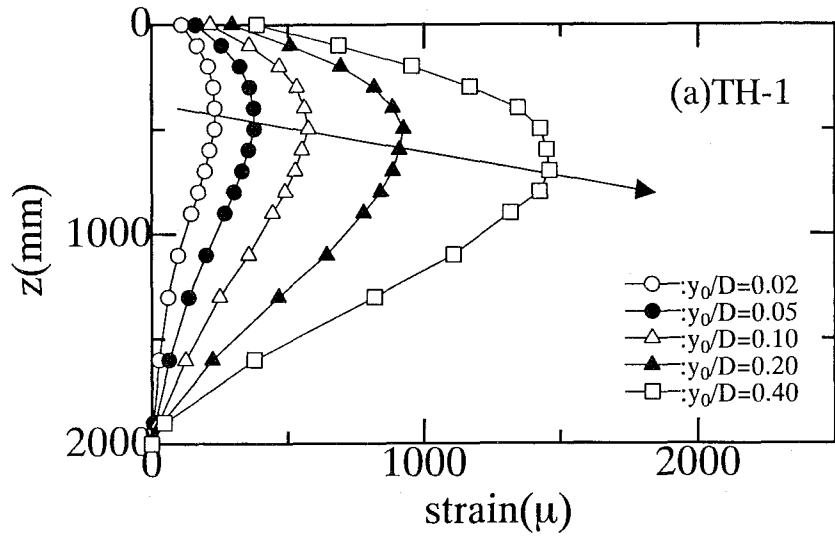 0
(a)TH-1
z(mm)
1000
:y₀/D=0.02
:y₀/D=0.05
:y₀/D=0.10
:y₀/D=0.20
:y₀/D=0.40
2000
0
1000
2000
strain(μ)